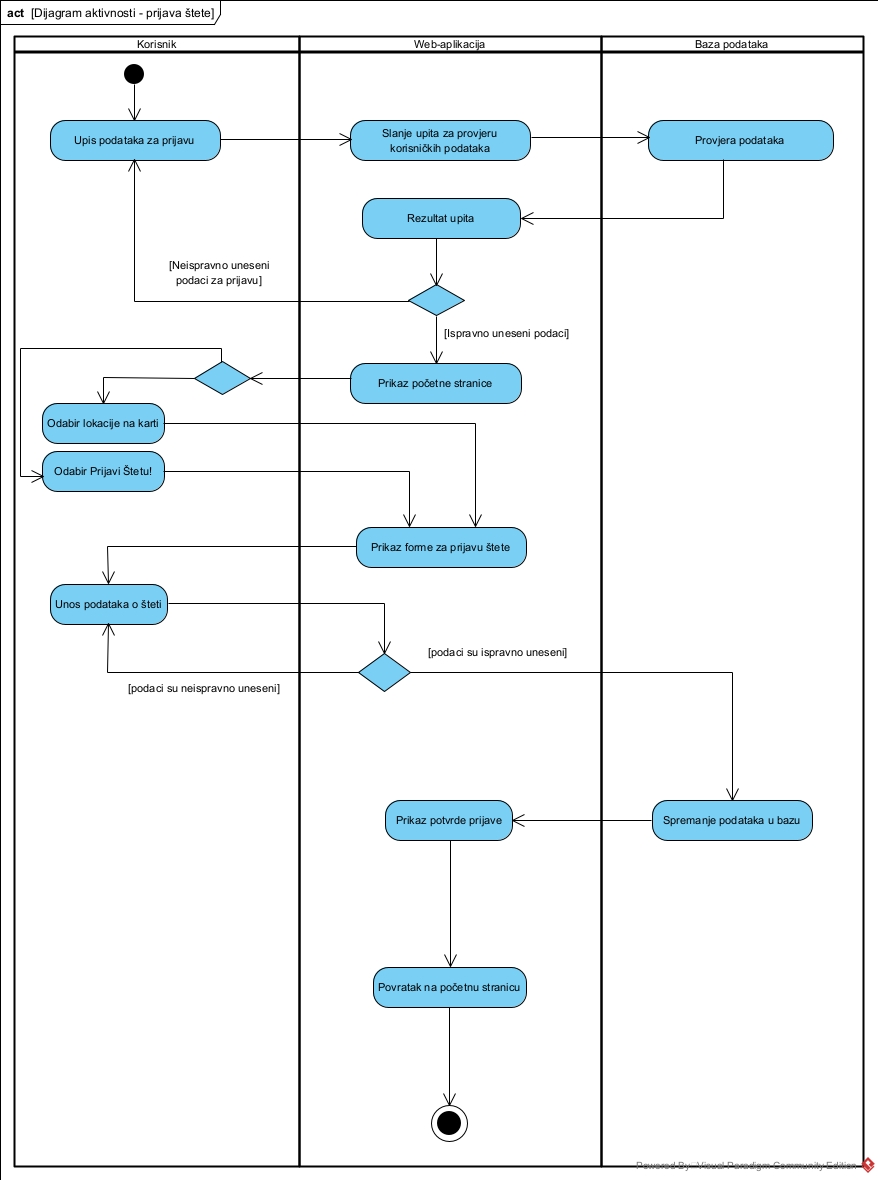 act [Dijagram aktivnosti - prijava štete]
Korisnik
Web-aplikacija
Baza podataka
Upis podataka za prijavu
Slanje upita za provjeru
korisničkih podataka
Provjera podataka
Rezultat upita
[Neispravno uneseni
podaci za prijavu]
[Ispravno uneseni podaci]
Prikaz početne stranice
Odabir lokacije na karti
Odabir Prijavi Štetu!
Prikaz forme za prijavu štete
Unos podataka o šteti
[podaci su ispravno uneseni]
[podaci su neispravno uneseni]
Prikaz potvrde prijave
Spremanje podataka u bazu
Povratak na početnu stranicu
Powered By Visual Paradigm Community Edition